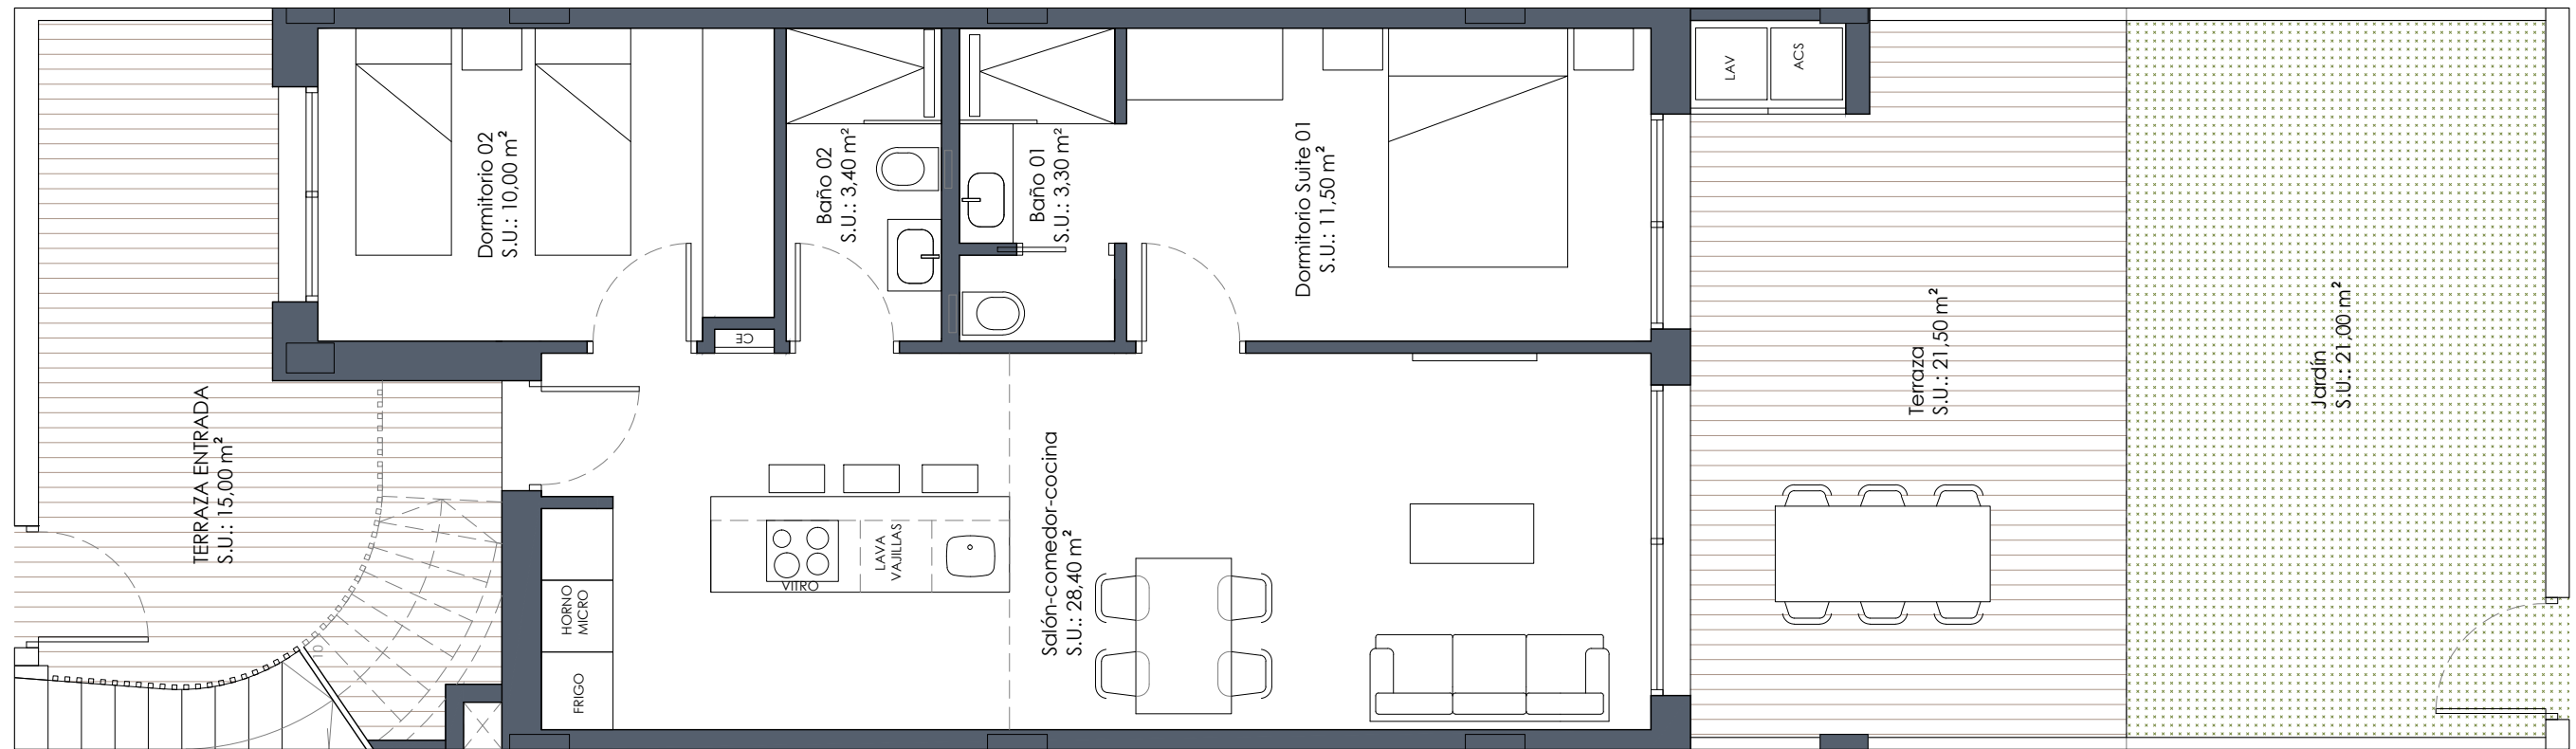 TERRAZA ENTRADA
S.U.: 15,00 m²
Dormitorio 02
S.U.: 10,00 m²
CE
Baño 02
S.U.: 3,40 m²
Baño 01
S.U.: 3,30 m²
Dormitorio Suite 01
S.U.: 11,50 m²
LAV
ACS
HORNO
MICRO
FRIGO
VITRO
LAVA
VAJILLAS
Salón-comedor-cocina
S.U.: 28,40 m²
Terraza
S.U.: 21,50 m²
Jardín
S.U.: 21,00 m²
10